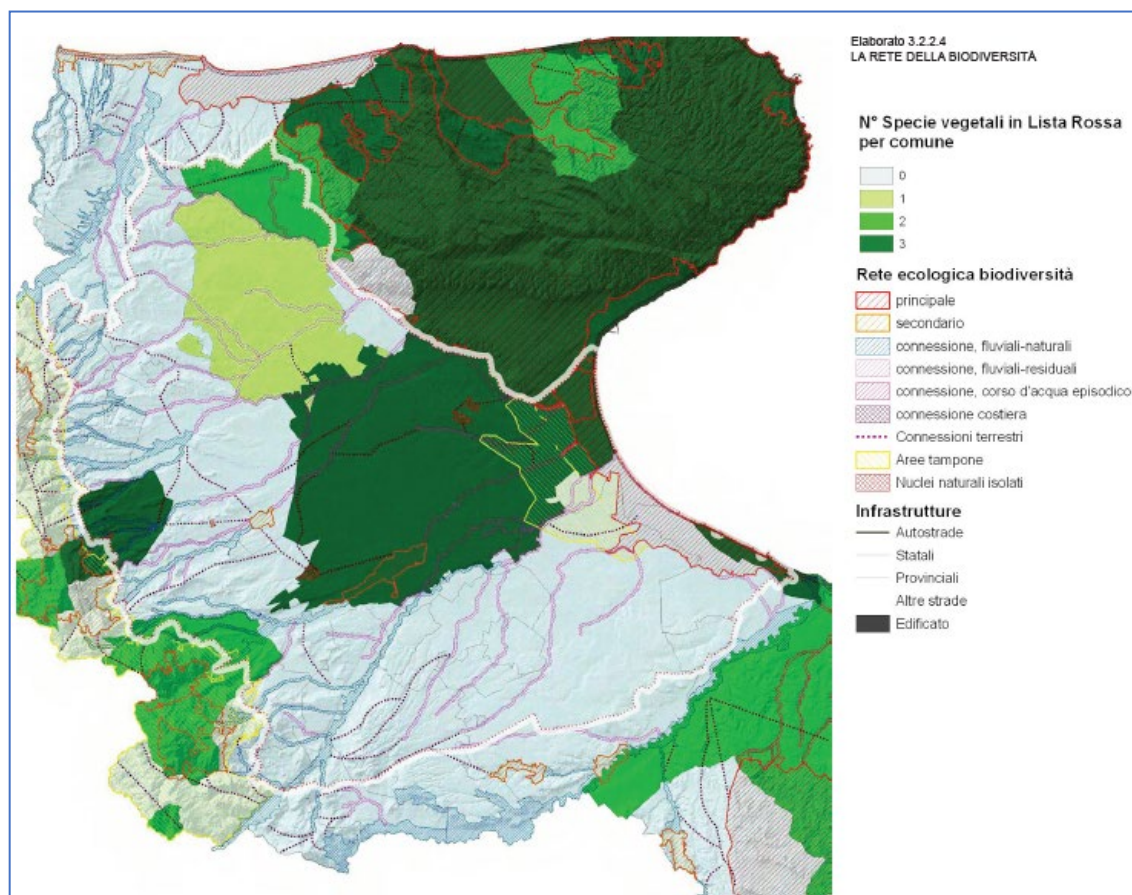 Elaborato 3.2.2.4
LA RETE DELLA BIODIVERSITÀ
N° Specie vegetali in Lista Rossa
per comune
0
1
2
3
Rete ecologica biodiversità
principale
secondario
connessione, fluviali-naturali
connessione, fluviali-residuali
connessione, corso d'acqua episodico
connessione costiera
Connessioni terrestri
Aree tampone
Nuclei naturali isolati
Infrastrutture
Autostrade
Statali
Provinciali
Altre strade
Edificato